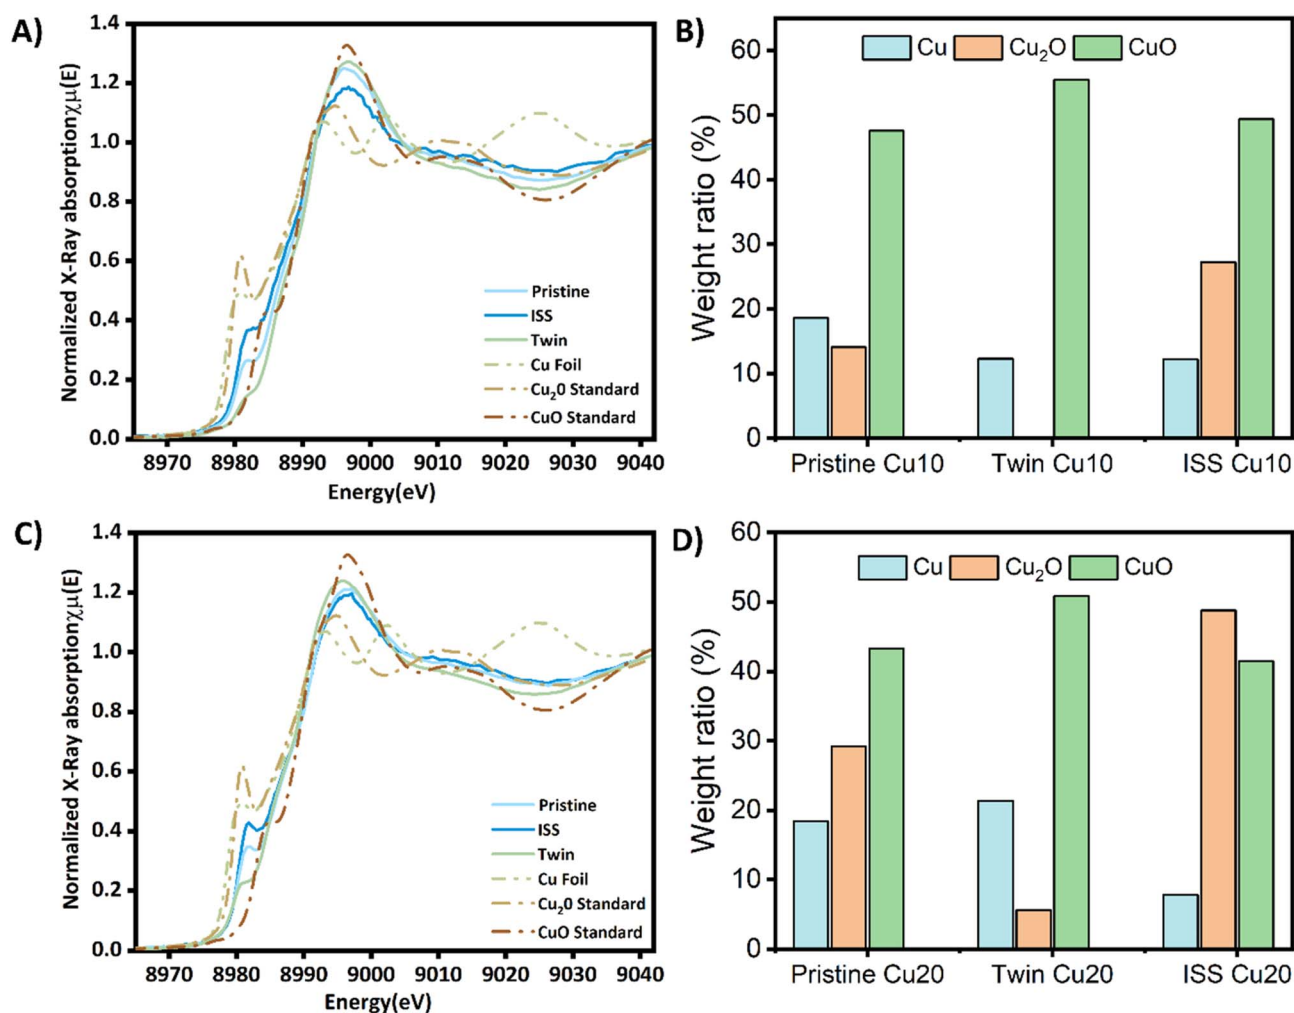 A)
Normalized X-Ray absorptionχμ(E)
1.4
1.2
1.0
0.8
0.6
0.4
0.2
0.0
Pristine
ISS
Twin
Cu Foil
Cu₂0 Standard
CuO Standard
8970 8980 8990 9000 9010 9020 9030 9040
Energy(eV)
B)
Weight ratio (%)
60
50
40
30
20
10
0
Cu Cu₂O CuO
Pristine Cu10 Twin Cu10 ISS Cu10
C)
Normalized X-Ray absorptionχμ(E)
1.4
1.2
1.0
0.8
0.6
0.4
0.2
0.0
Pristine
ISS
Twin
Cu Foil
Cu₂0 Standard
CuO Standard
8970 8980 8990 9000 9010 9020 9030 9040
Energy(eV)
D)
Weight ratio (%)
60
50
40
30
20
10
0
Cu Cu₂O CuO
Pristine Cu20 Twin Cu20 ISS Cu20